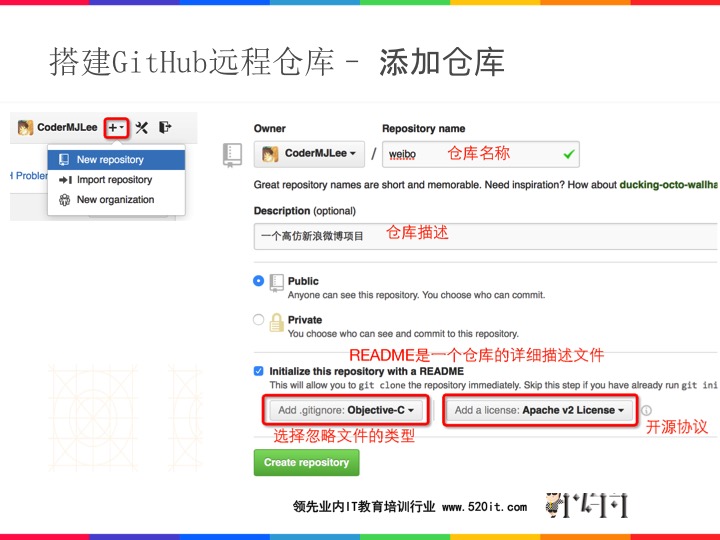 搭建GitHub远程仓库 - 添加仓库
CoderMJLee
New repository
Import repository
New organization
Problem
Owner
Repository name
CoderMJLee / weibo 仓库名称
Great repository names are short and memorable. Need inspiration? How about ducking-octo-wallha
Description (optional)
一个高仿新浪微博项目 仓库描述
Public
Anyone can see this repository. You choose who can commit.
Private
You choose who can see and commit to this repository.
README是一个仓库的详细描述文件
Initialize this repository with a README
This will allow you to git clone the repository immediately. Skip this step if you have already run git ini
Add .gitignore: Objective-C
Add a license: Apache v2 License
开源协议
选择忽略文件的类型
Create repository
领先业内IT教育培训行业 www.520it.com